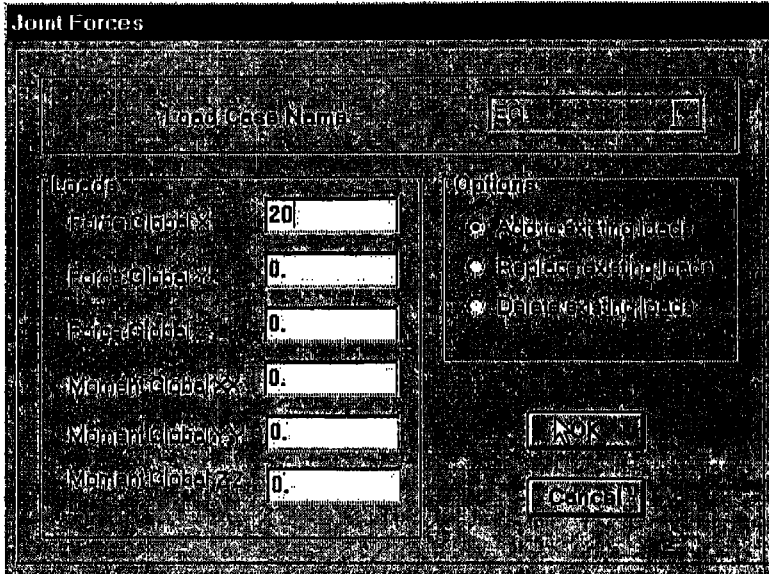 Joint Forces
Load Case Name
EQ
Loads
Force Global X
20
Force Global Y
0.
Force Global Z
0.
Moment Global XX
0.
Moment Global YY
0.
Moment Global ZZ
0.
Options
Add to existing loads
Replace existing loads
Delete existing loads
OK
Cancel